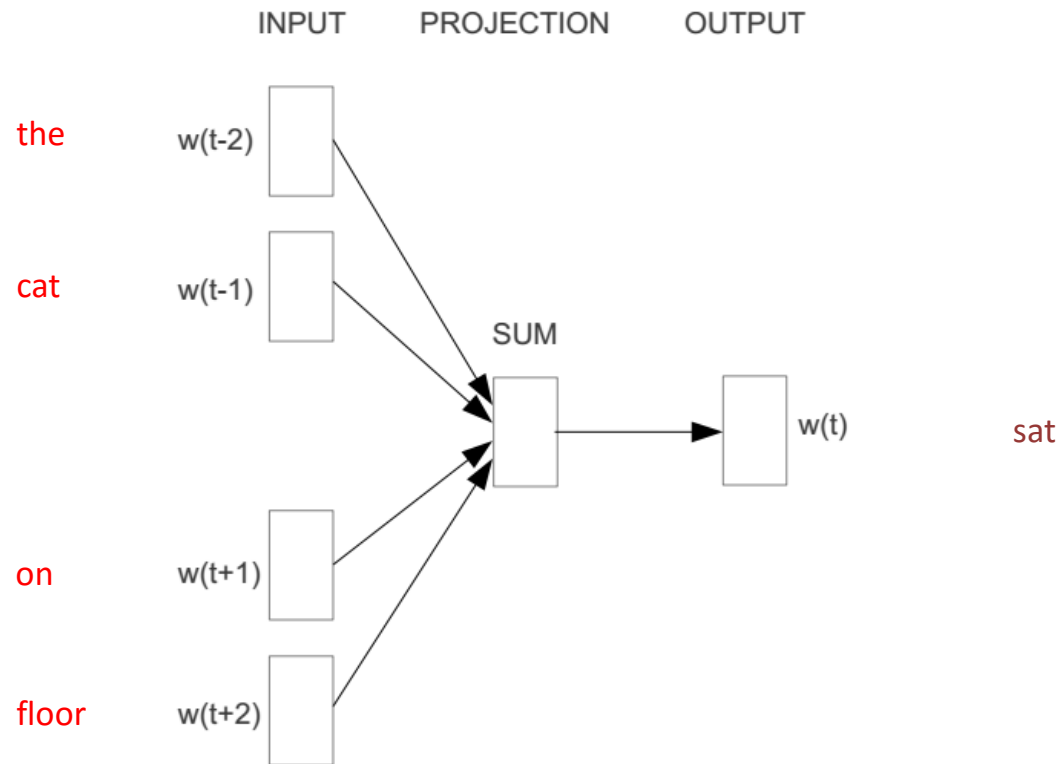 INPUT PROJECTION OUTPUT
the w(t-2)
cat w(t-1)
SUM
w(t) sat
on w(t+1)
floor w(t+2)